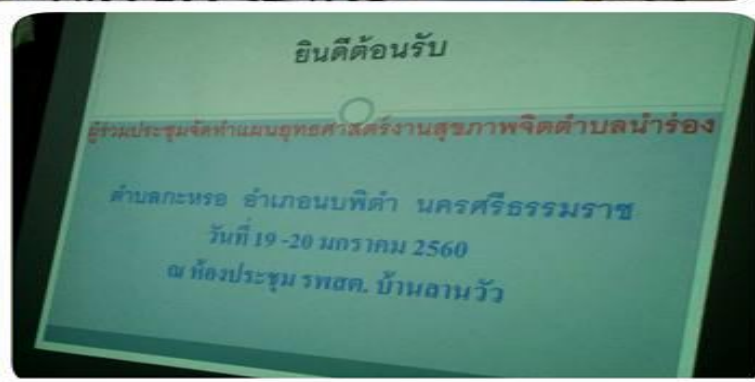 ยินดีต้อนรับ
ผู้ร่วมประชุมจัดทำแผนยุทธศาสตร์งานสุขภาพจิตตำบลนำร่อง
ตำบลกะหรอ อำเภอนบพิตำ นครศรีธรรมราช
วันที่ 19 -20 มกราคม 2560
ณ ห้องประชุม รพสต. บ้านลานวัว